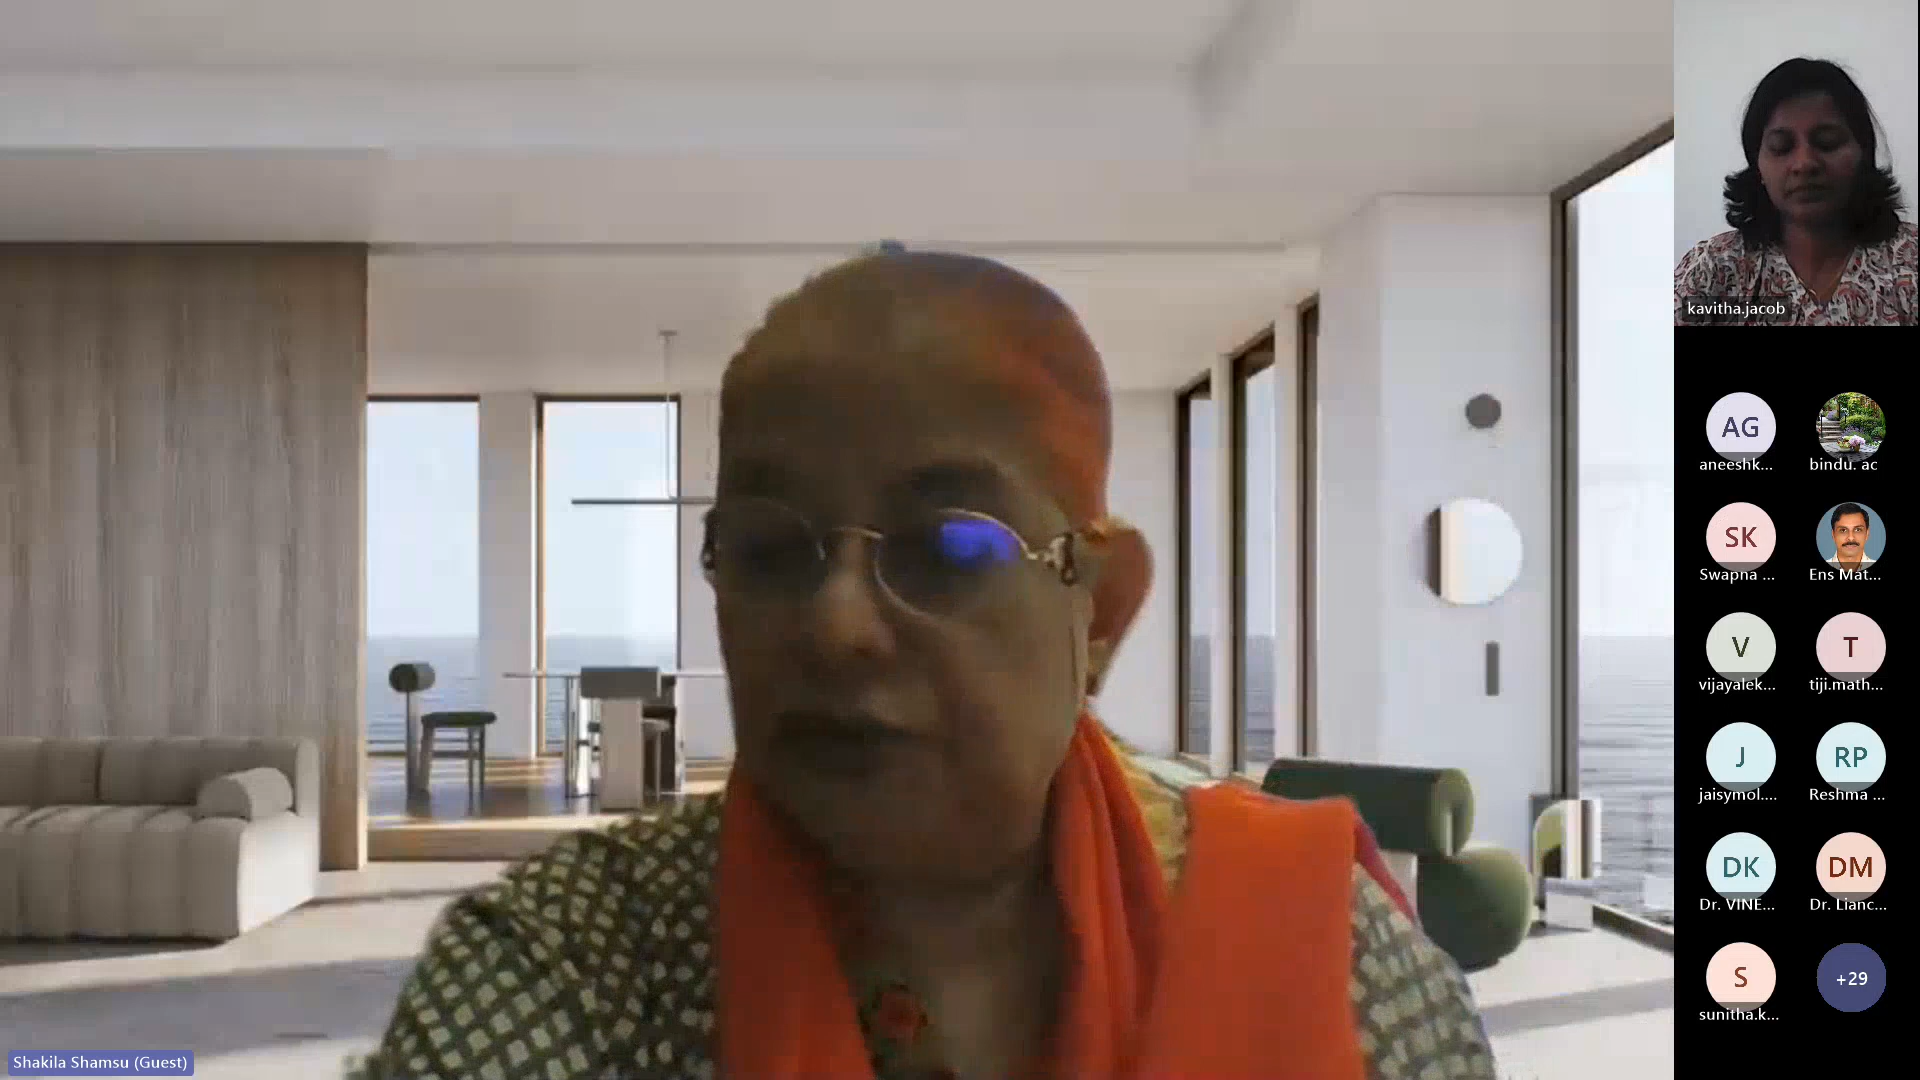 kavitha.jacob
AG
aneeshk...
bindu. ac
SK
Swapna ...
Ens Mat...
V
vijayalek...
T
tiji.math...
J
jaisymol....
RP
Reshma ...
DK
Dr. VINE...
DM
Dr. Lianc...
S
sunitha.k...
+29
Shakila Shamsu (Guest)